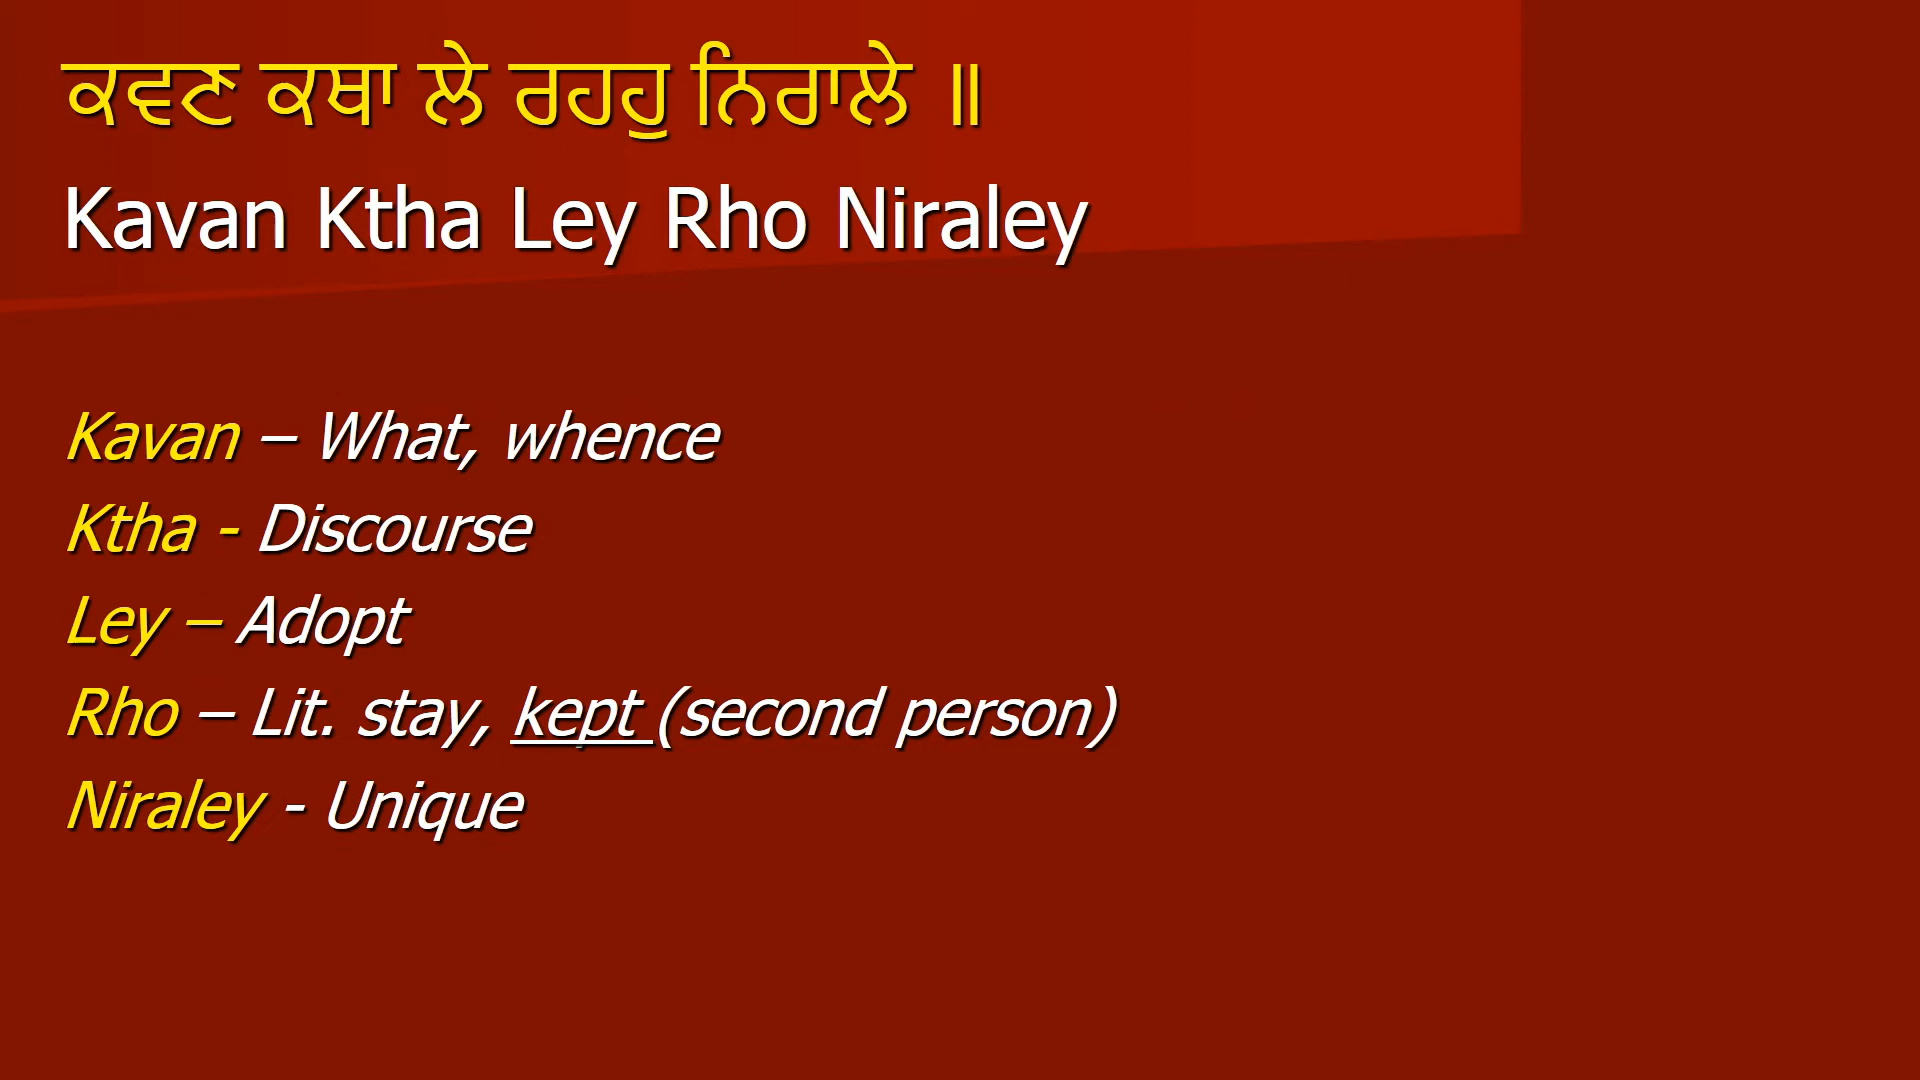 ਕਵਣ ਕਥਾ ਲੇ ਰਹਹੁ ਨਿਰਾਲੇ ॥
Kavan Ktha Ley Rho Niraley
Kavan – What, whence
Ktha - Discourse
Ley – Adopt
Rho – Lit. stay, kept (second person)
Niraley - Unique